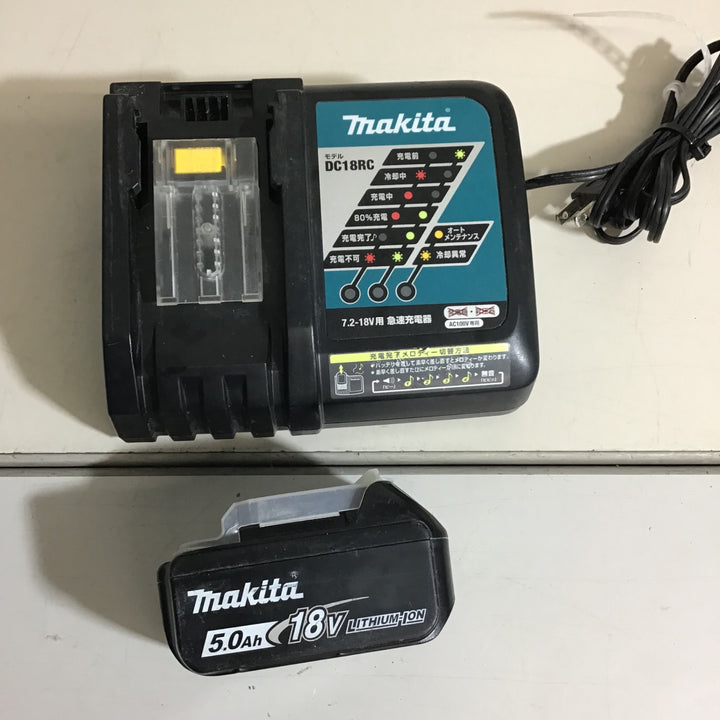 makita
モデル
DC18RC
充電前
冷却中
充電中
80%充電
充電完了♪
オート
メンテナンス
充電不可
冷却異常
7.2-18V用 急速充電器
AC100V専用
充電完了メロディー切替方法
makita
5.0Ah 18V LITHIUM-ION